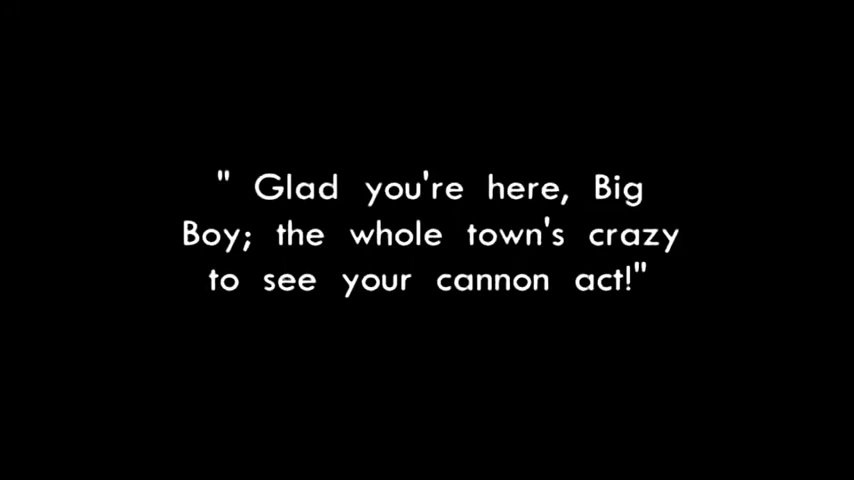 " Glad you're here, Big
Boy; the whole town's crazy
to see your cannon act!"